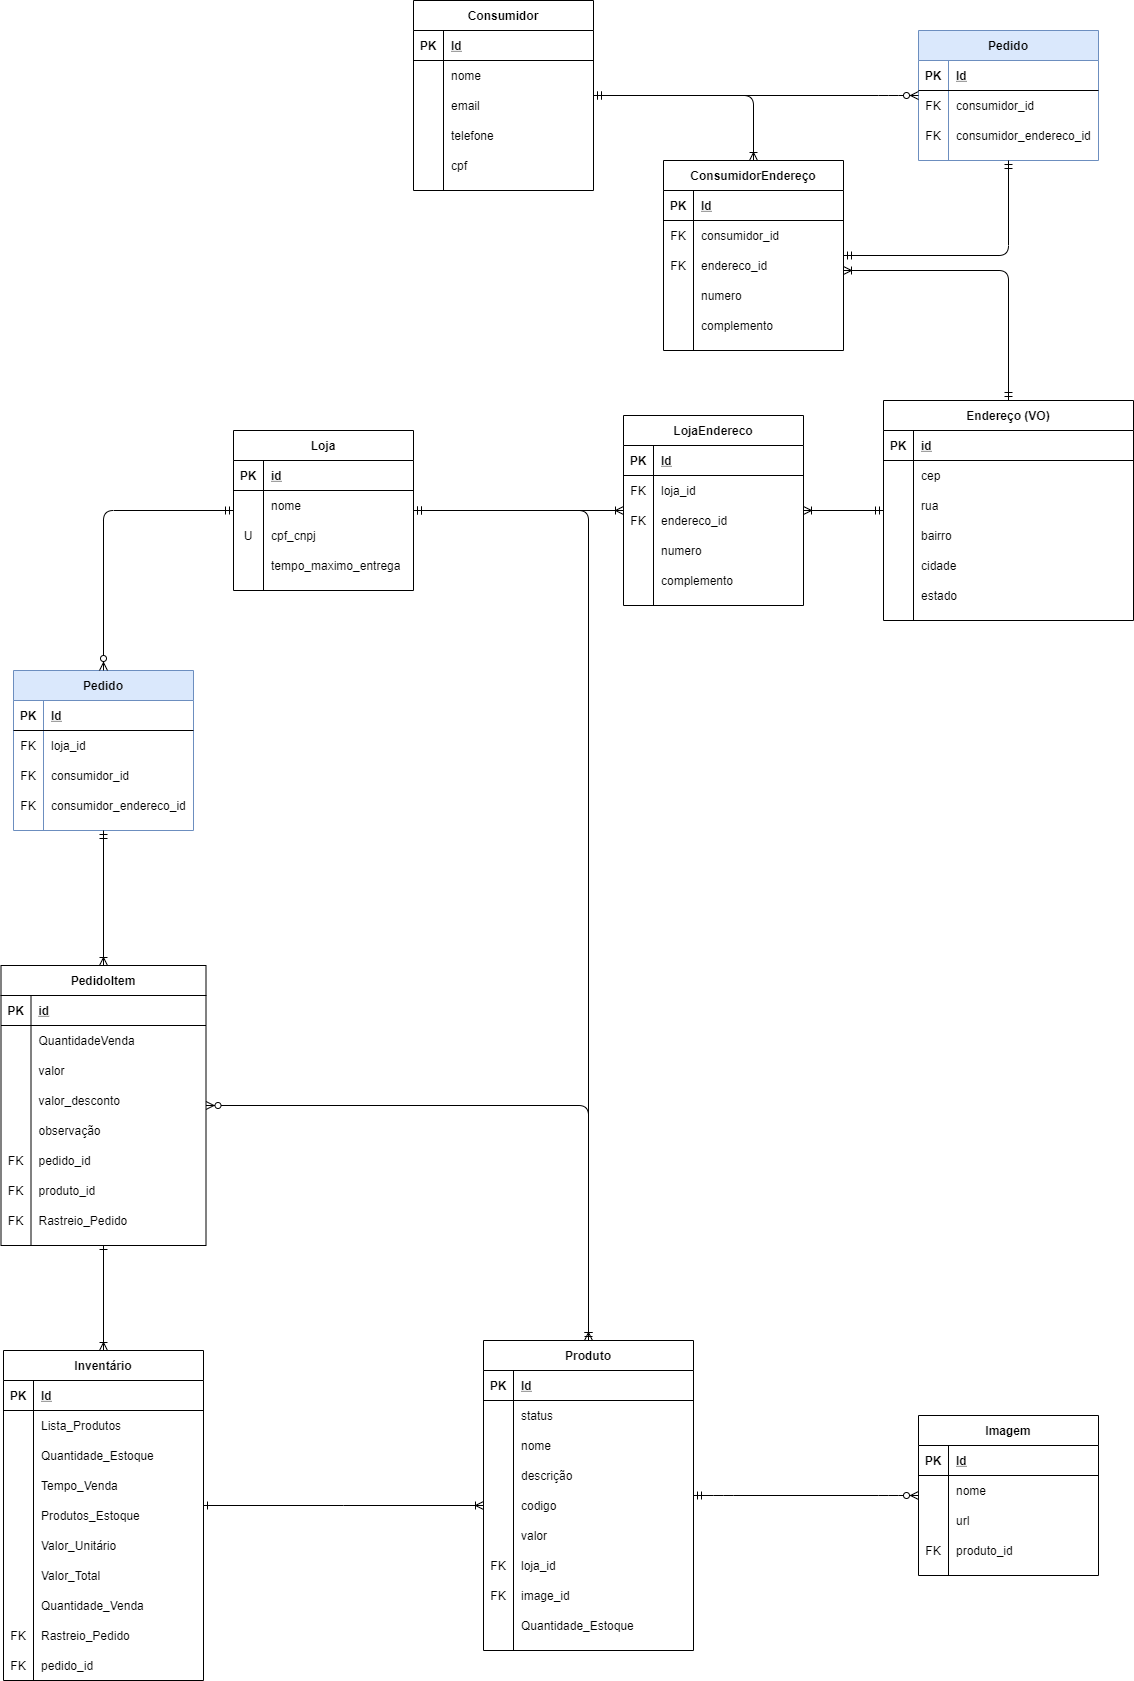 Consumidor
PK Id
nome
email
telefone
cpf
Pedido
PK Id
FK consumidor_id
FK consumidor_endereco_id
ConsumidorEndereço
PK Id
FK consumidor_id
FK endereco_id
numero
complemento
Loja
PK id
nome
U cpf_cnpj
tempo_maximo_entrega
LojaEndereco
PK Id
FK loja_id
FK endereco_id
numero
complemento
Endereço (VO)
PK id
cep
rua
bairro
cidade
estado
Pedido
PK Id
FK loja_id
FK consumidor_id
FK consumidor_endereco_id
PedidoItem
PK id
QuantidadeVenda
valor
valor_desconto
observação
FK pedido_id
FK produto_id
FK Rastreio_Pedido
Inventário
PK Id
Lista_Produtos
Quantidade_Estoque
Tempo_Venda
Produtos_Estoque
Valor_Unitário
Valor_Total
Quantidade_Venda
FK Rastreio_Pedido
FK pedido_id
Produto
PK Id
status
nome
descrição
codigo
valor
FK loja_id
FK image_id
Quantidade_Estoque
Imagem
PK Id
nome
url
FK produto_id